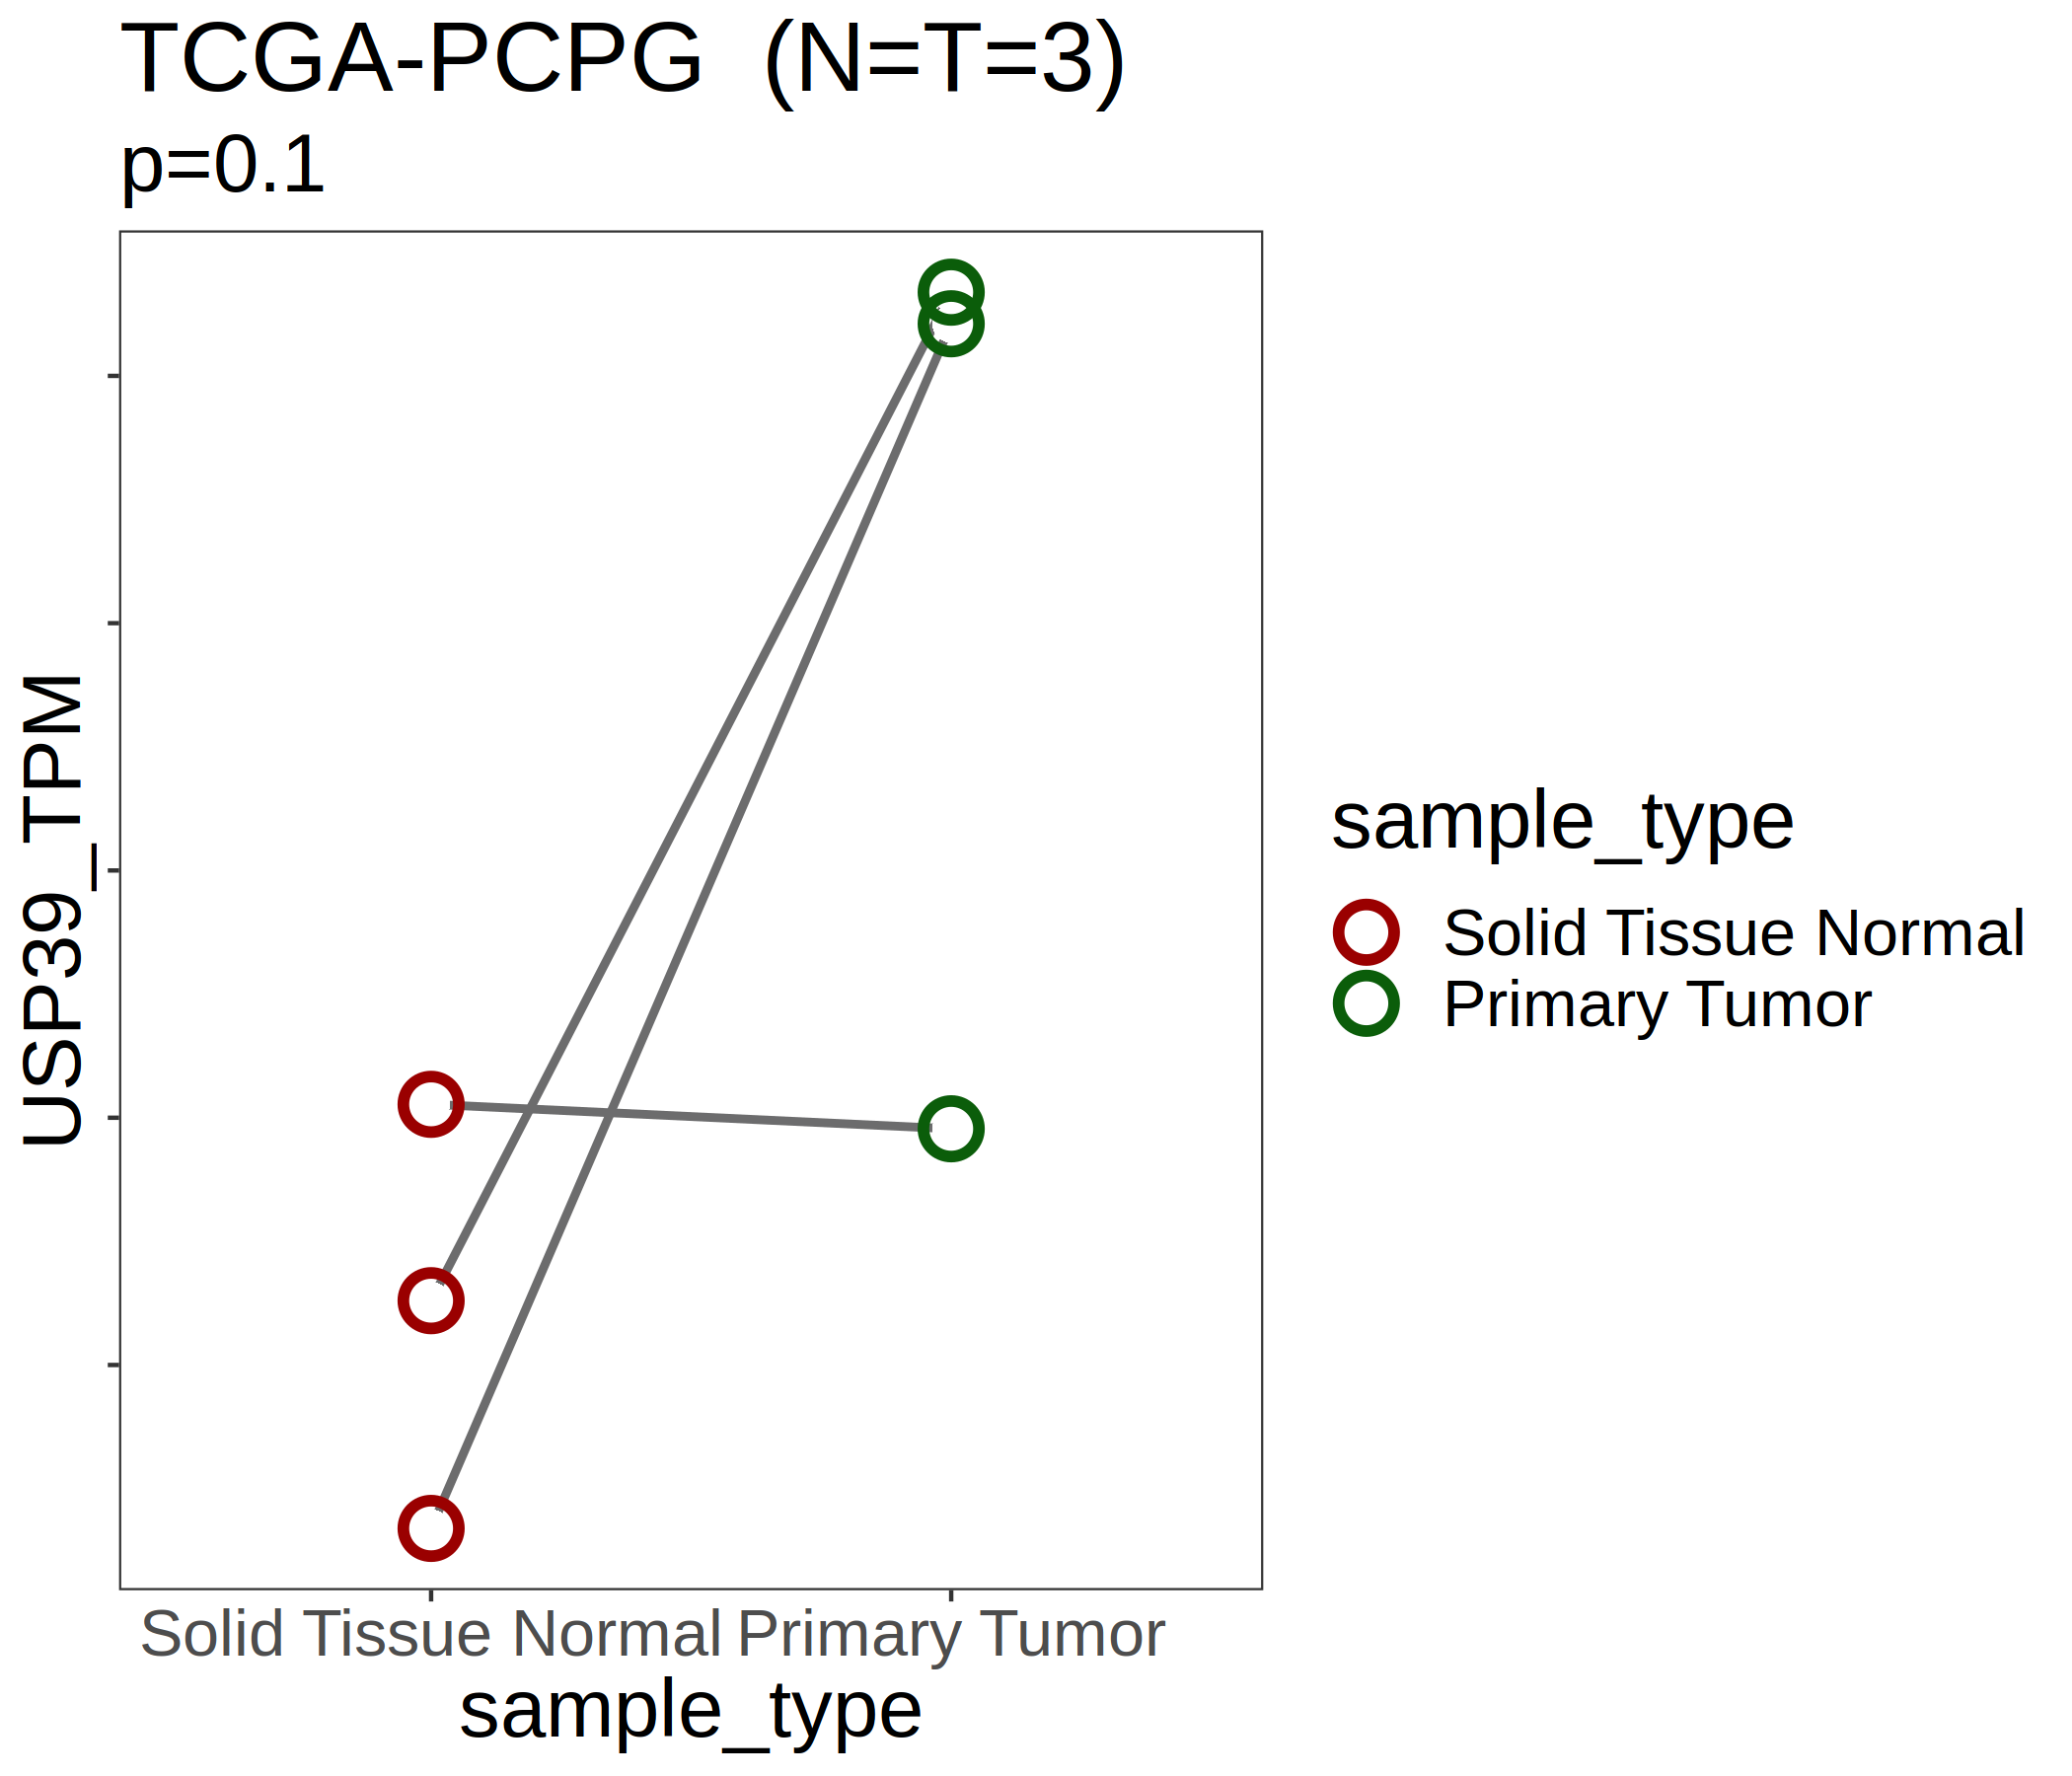 TCGA-PCPG  (N=T=3)
p=0.1
USP39_TPM
sample_type
Solid Tissue Normal
Primary Tumor
Solid Tissue Normal Primary Tumor
sample_type